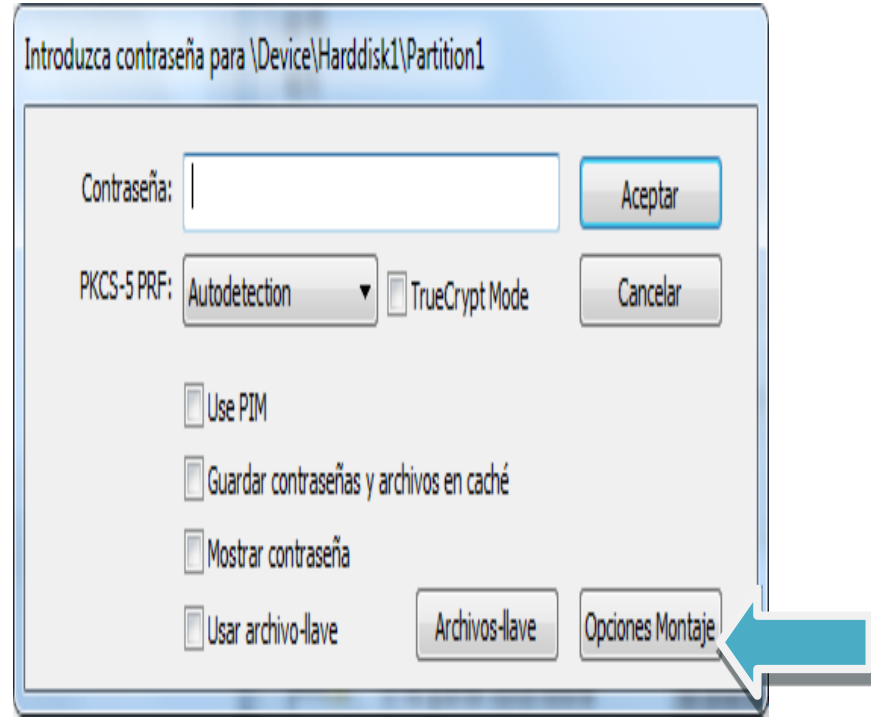 Introduzca contraseña para \Device\Harddisk1\Partition1
Contraseña:
Aceptar
PKCS-5 PRF: Autodetection TrueCrypt Mode
Cancelar
Use PIM
Guardar contraseñas y archivos en caché
Mostrar contraseña
Usar archivo-llave
Archivos-llave
Opciones Montaje